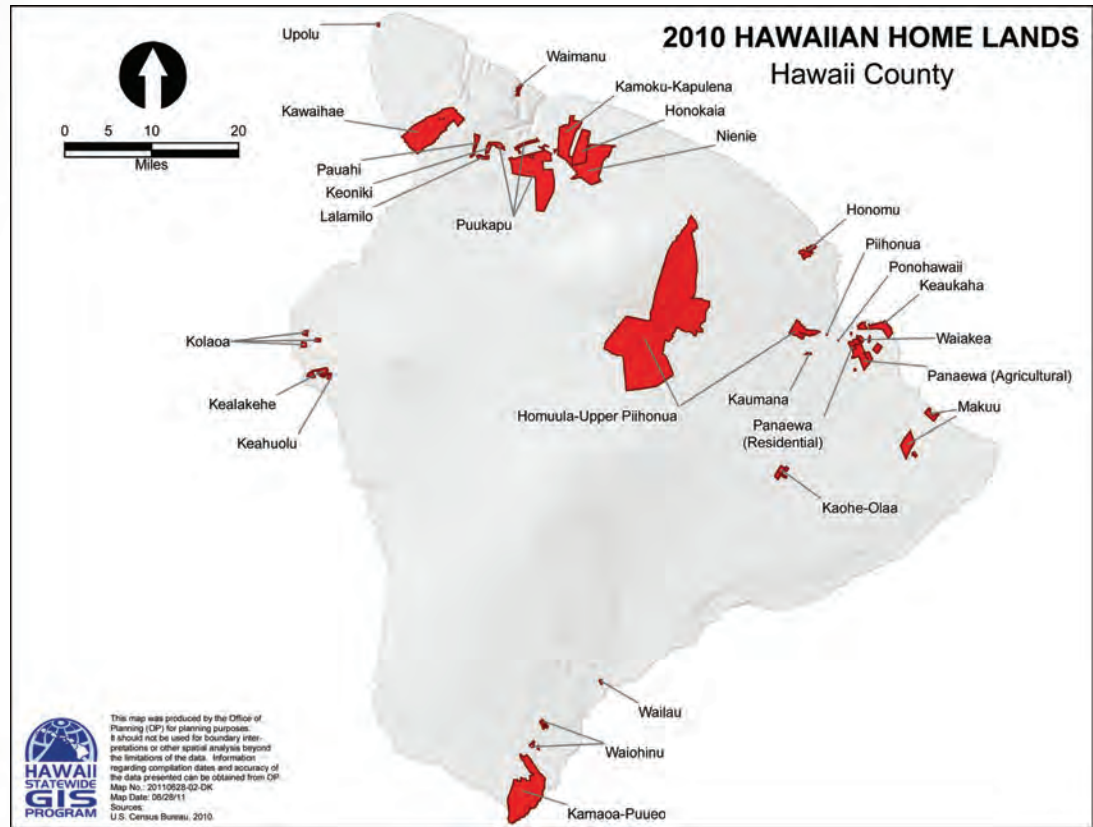 2010 HAWAIIAN HOME LANDS
Hawaii County
0 5 10 20
Miles
Upolu
Waimanu
Kamoku-Kapulena
Honokaia
Nienie
Kawaihae
Pauahi
Keoniki
Lalamilo
Puukapu
Honomu
Piihonua
Ponohawaii
Keaukaha
Waiakea
Panaewa (Agricultural)
Makuu
Kolaoa
Kealakehe
Keahuolu
Homuula-Upper Piihonua
Kaumana
Panaewa
(Residential)
Kaohe-Olaa
Wailau
Waiohinu
Kamaoa-Puueo
HAWAII
STATEWIDE
GIS
PROGRAM
This map was produced by the Office of
Planning (OP) for planning purposes.
It should not be used for boundary inter-
pretations or other spatial analysis beyond
the limitations of the data. Information
regarding compilation dates and accuracy of
the data presented can be obtained from OP.
Map No.: 20110628-02-DK
Map Date: 06/28/11
Sources:
U.S. Census Bureau, 2010.